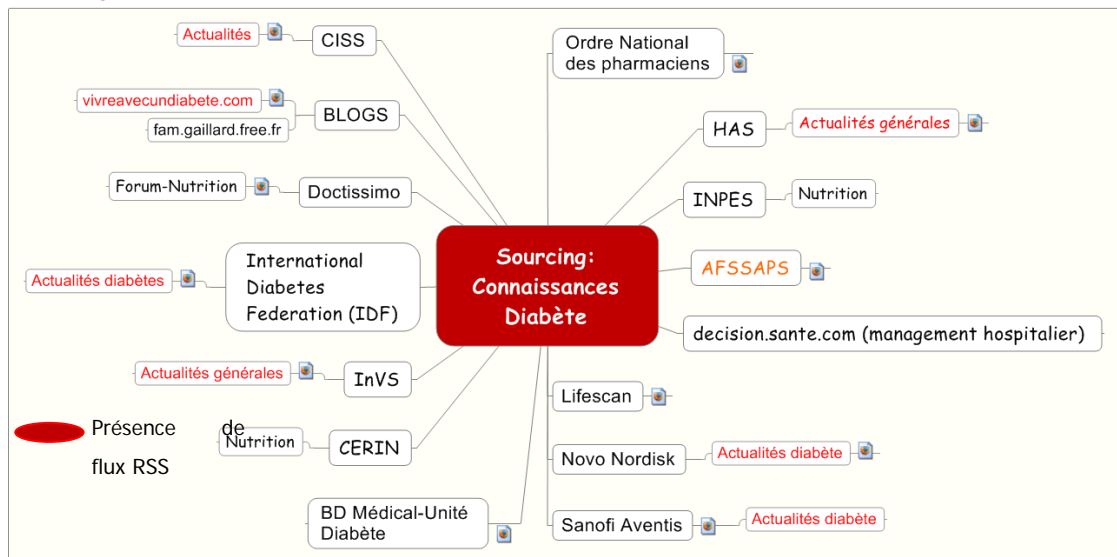 Actualités
CISS
vivreavecundiabete.com
fam.gaillard.free.fr
BLOGS
Forum-Nutrition
Doctissimo
Actualités diabètes
International
Diabetes
Federation (IDF)
Actualités générales
InVS
Nutrition
CERIN
BD Médical-Unité
Diabète
Présence de
flux RSS
Sourcing:
Connaissances
Diabète
Ordre National
des pharmaciens
HAS
Actualités générales
INPES
Nutrition
AFSSAPS
decision.sante.com (management hospitalier)
Lifescan
Novo Nordisk
Actualités diabète
Sanofi Aventis
Actualités diabète